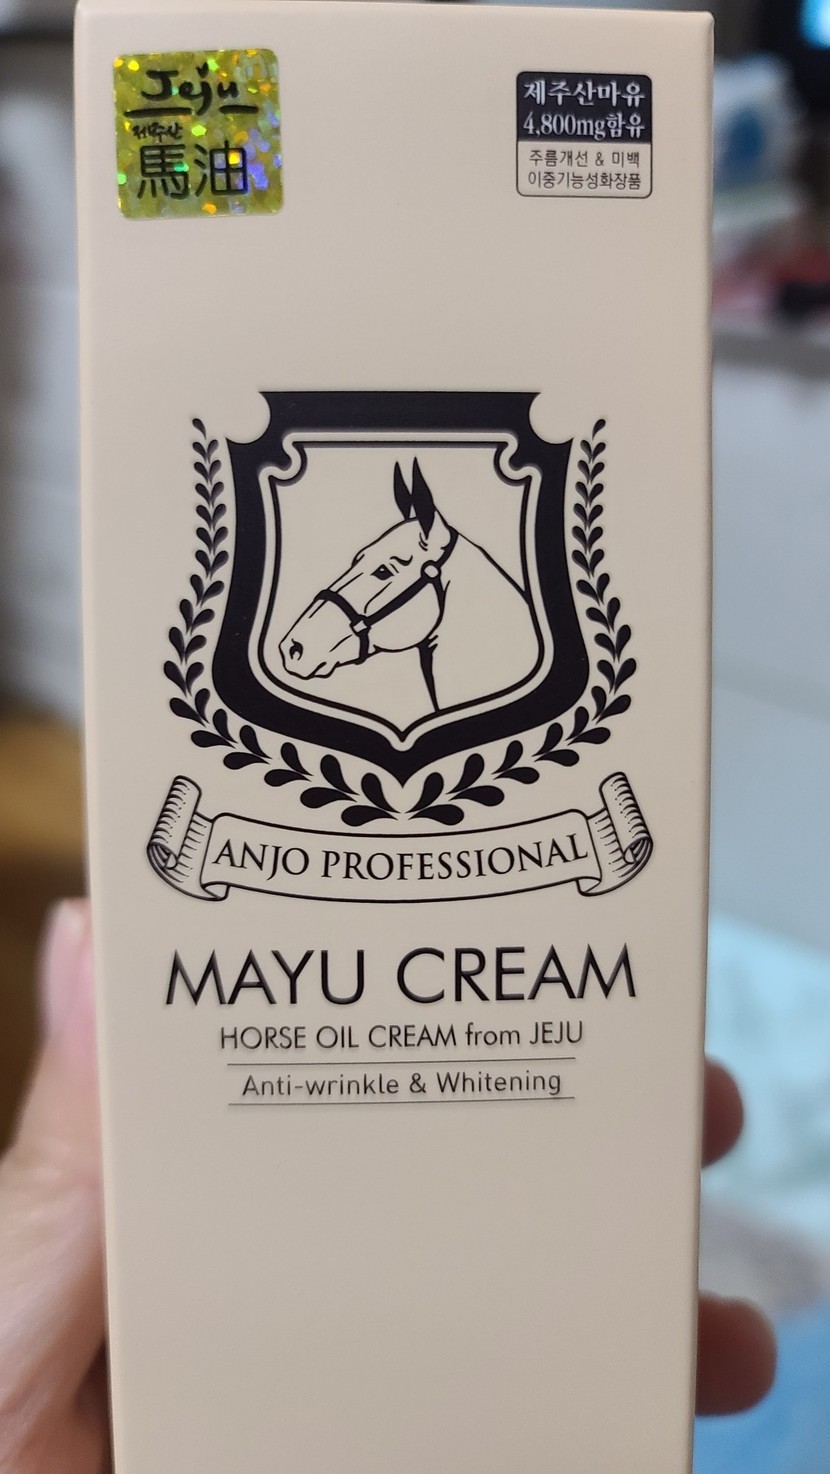 Jeju
제주산
馬油
제주산마유
4,800mg함유
주름개선 & 미백
이중기능성화장품
ANJO PROFESSIONAL
MAYU CREAM
HORSE OIL CREAM from JEJU
Anti-wrinkle & Whitening